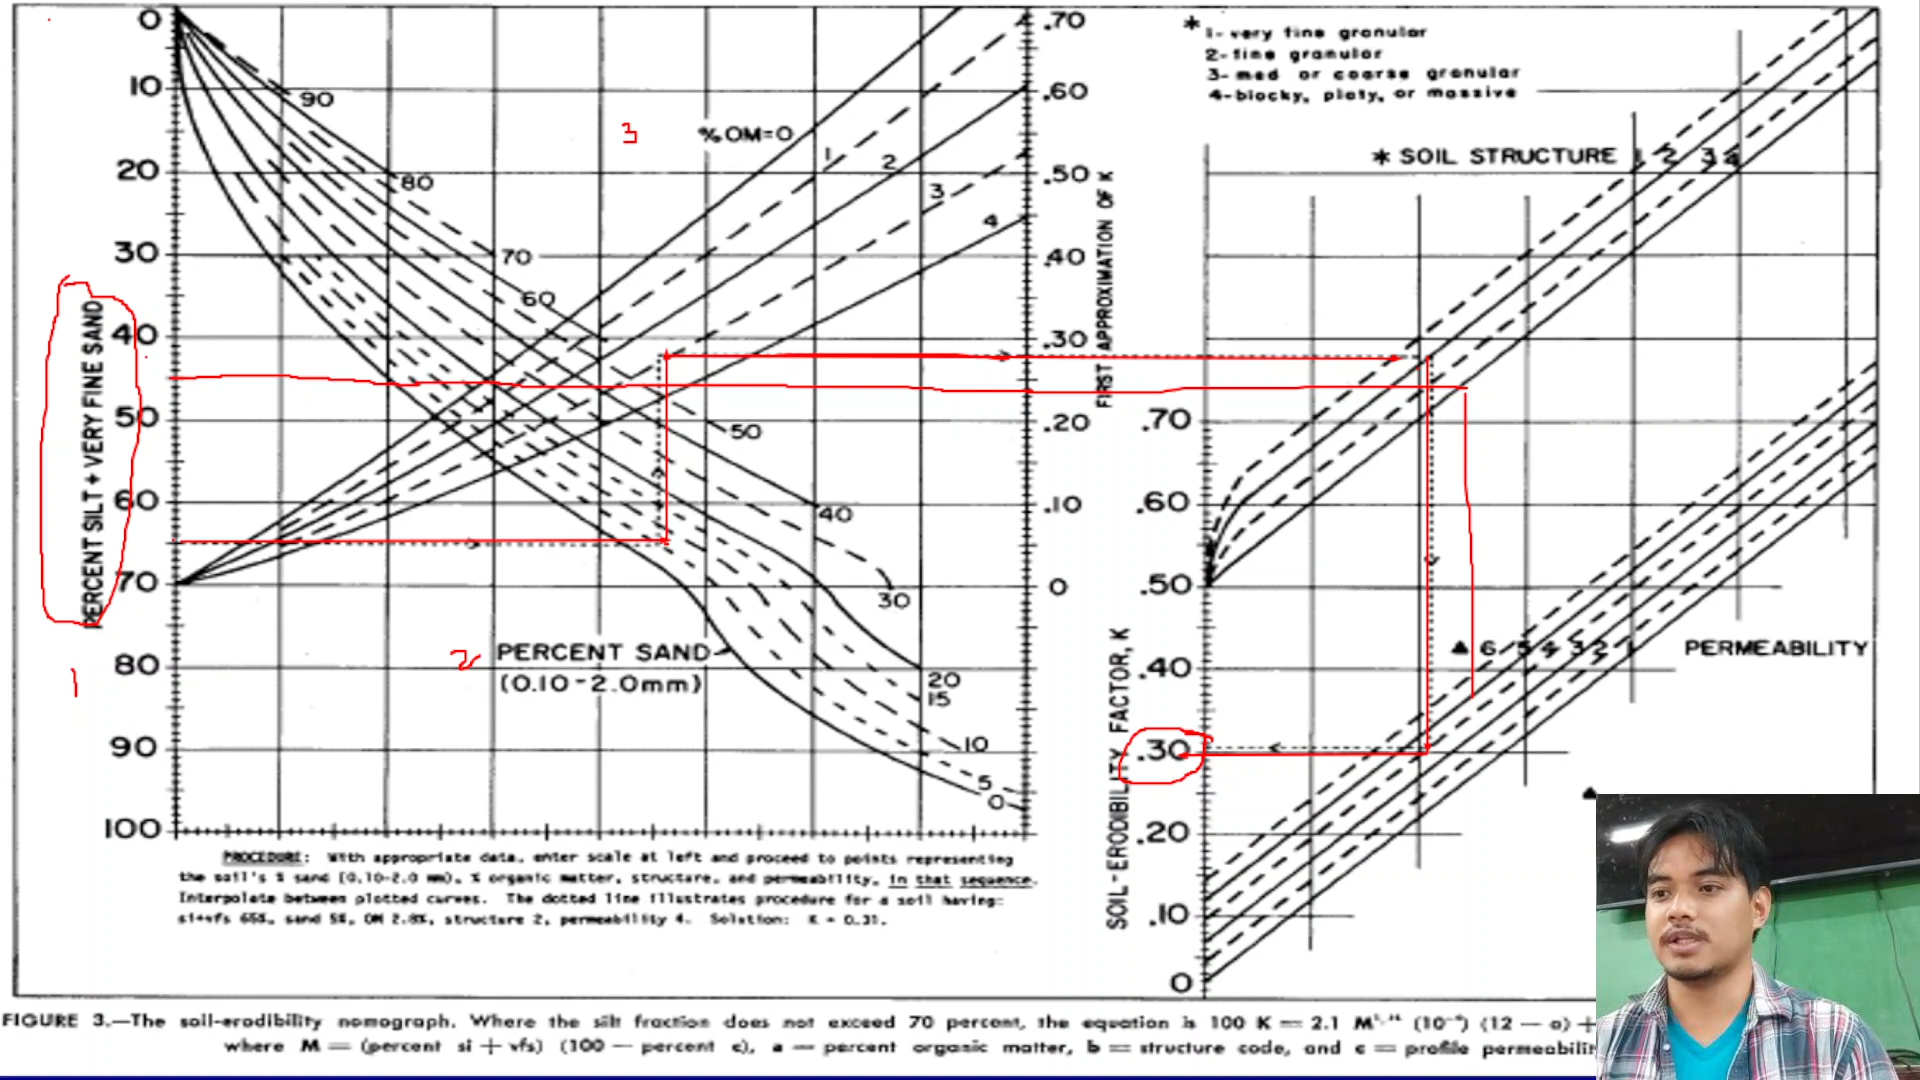 0
10
20
30
40
50
60
70
80
90
100
PERCENT SILT + VERY FINE SAND
1
90
80
70
60
50
40
30
20
15
10
5
0
2
PERCENT SAND
(0.10-2.0mm)
3
% OM=0
1
2
3
4
.70
.60
.50
.40
.30
.20
.10
0
FIRST APPROXIMATION OF K
* 1- very fine granular
2- fine granular
3- med or coarse granular
4- blocky, platy, or massive
* SOIL STRUCTURE 1 2 3 4
.70
.60
.50
.40
.30
.20
.10
0
SOIL-ERODIBILITY FACTOR, K
▲ 6 5 4 3 2 1 PERMEABILITY
▲
PROCEDURE: With appropriate data, enter scale at left and proceed to points representing
the soil's % sand (0.10-2.0 mm), % organic matter, structure, and permeability, in that sequence.
Interpolate between plotted curves. The dotted line illustrates procedure for a soil having:
si+vfs 65%, sand 5%, OM 2.8%, structure 2, permeability 4. Solution: K = 0.31.
FIGURE 3.—The soil-erodibility nomograph. Where the silt fraction does not exceed 70 percent, the equation is 100 K = 2.1 M (12 — a) +
where M = (percent si + vfs) (100 — percent c), a = percent organic matter, b = structure code, and c = profile